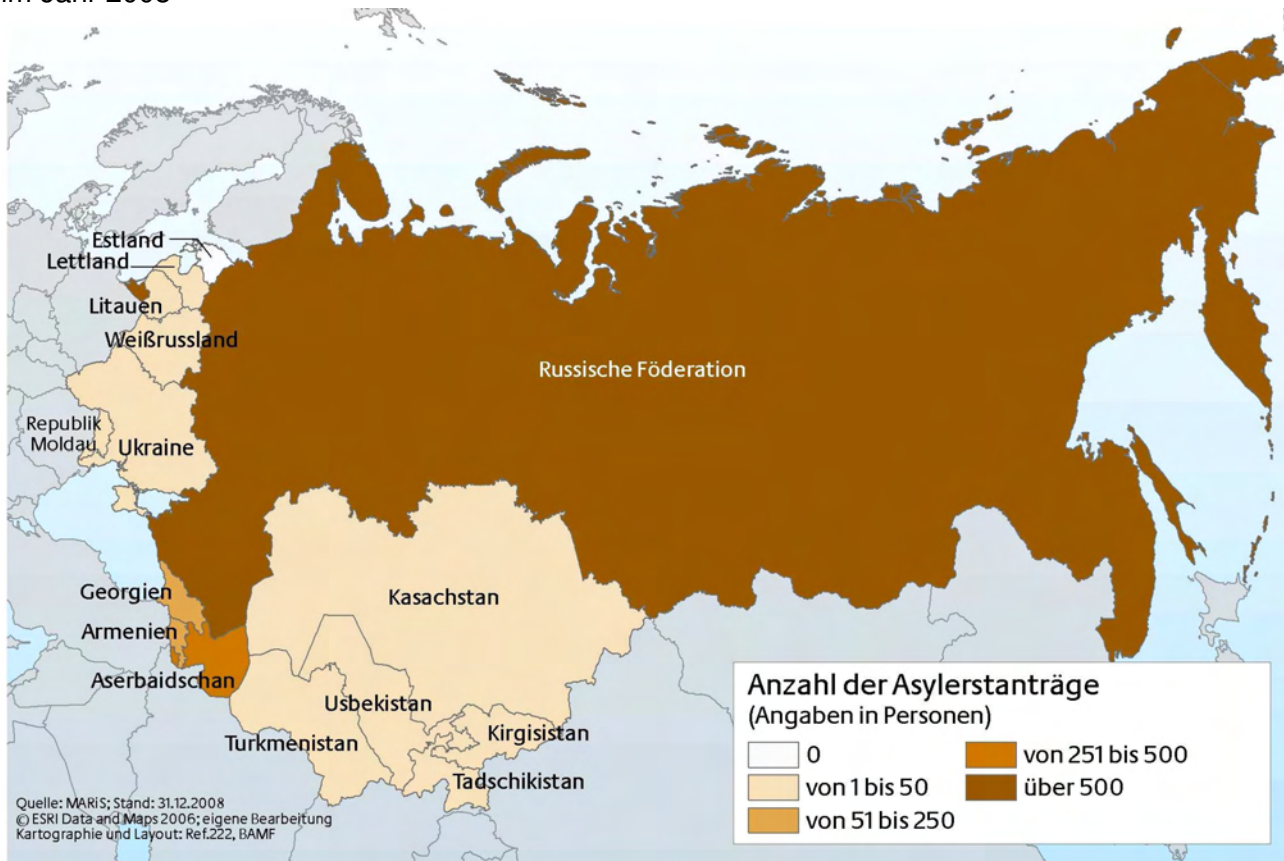 Estland
Lettland
Litauen
Weißrussland
Russische Föderation
Republik
Moldau
Ukraine
Georgien
Kasachstan
Armenien
Aserbaidschan
Usbekistan
Turkmenistan
Kirgisistan
Tadschikistan
Anzahl der Asylerstanträge
(Angaben in Personen)
0
von 1 bis 50
von 51 bis 250
von 251 bis 500
über 500
Quelle: MARiS; Stand: 31.12.2008
© ESRI Data and Maps 2006; eigene Bearbeitung
Kartographie und Layout: Ref.222, BAMF